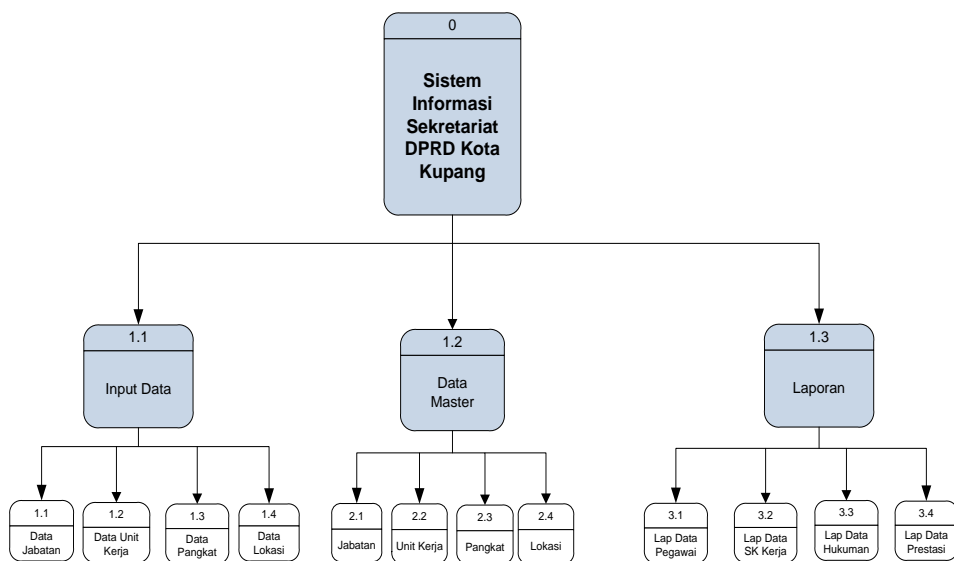 0
Sistem
Informasi
Sekretariat
DPRD Kota
Kupang
1.1
Input Data
1.2
Data
Master
1.3
Laporan
1.1
Data
Jabatan
1.2
Data Unit
Kerja
1.3
Data
Pangkat
1.4
Data
Lokasi
2.1
Jabatan
2.2
Unit Kerja
2.3
Pangkat
2.4
Lokasi
3.1
Lap Data
Pegawai
3.2
Lap Data
SK Kerja
3.3
Lap Data
Hukuman
3.4
Lap Data
Prestasi